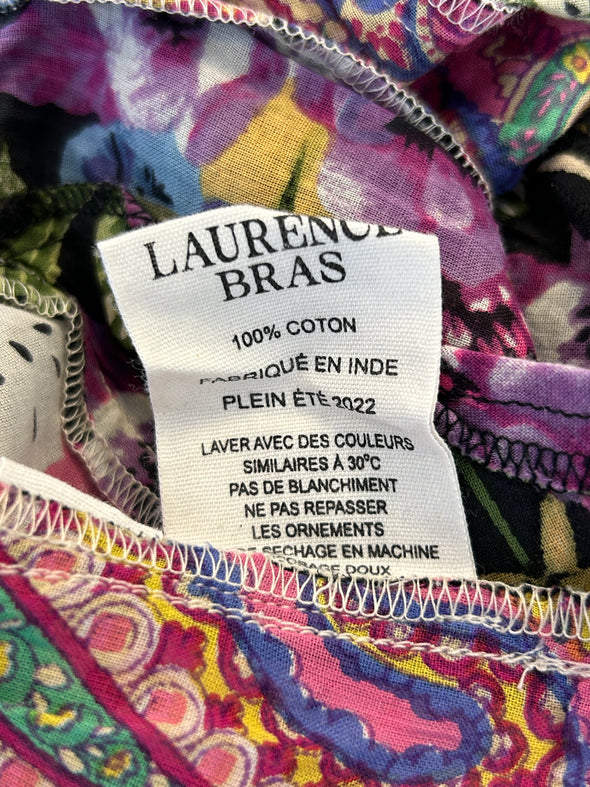 LAURENCE
BRAS
100% COTON
FABRIQUÉ EN INDE
PLEIN ÉTÉ 2022
LAVER AVEC DES COULEURS
SIMILAIRES À 30°C
PAS DE BLANCHIMENT
NE PAS REPASSER
LES ORNEMENTS
SECHAGE EN MACHINE
DOUX